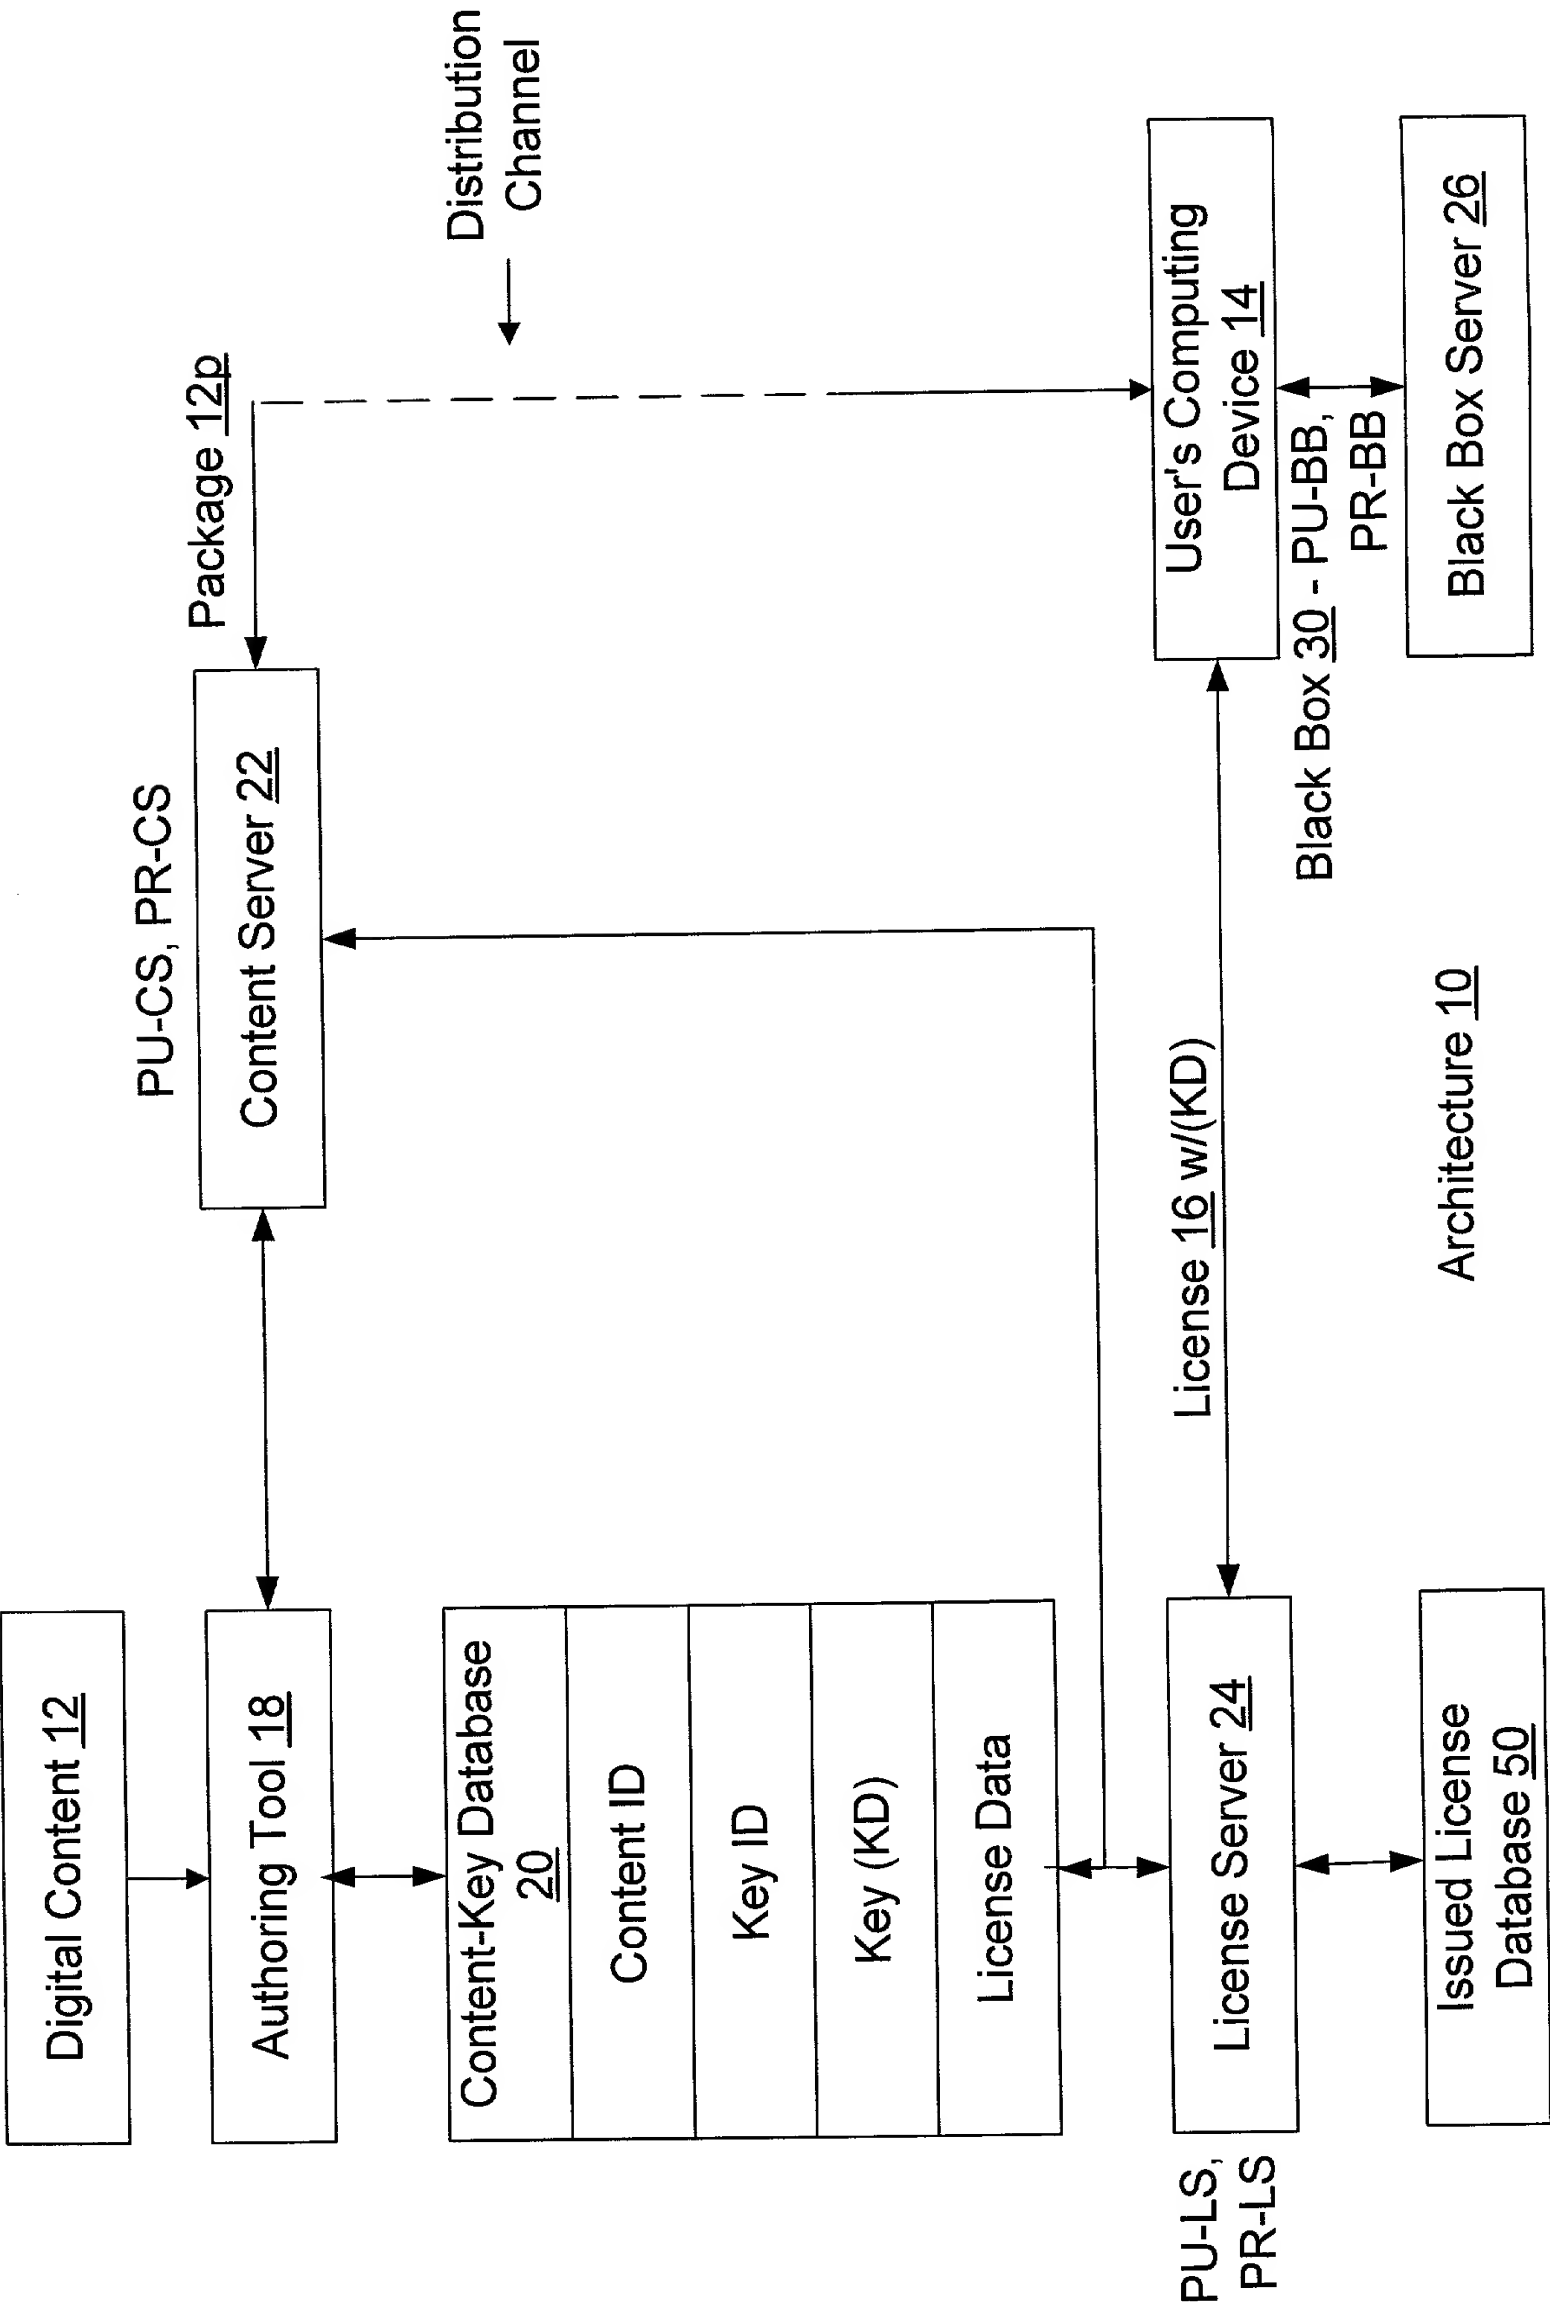 Digital Content 12
Authoring Tool 18
Content-Key Database
20
Content ID
Key ID
Key (KD)
License Data
PU-LS,
PR-LS
License Server 24
Issued License
Database 50
PU-CS, PR-CS
Content Server 22
Package 12p
Distribution
Channel
License 16 w/(KD)
User's Computing
Device 14
Black Box 30 - PU-BB,
PR-BB
Black Box Server 26
Architecture 10